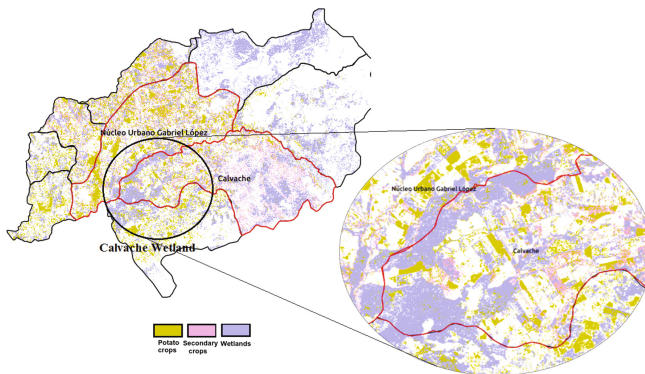 Núcleo Urbano Gabriel López
Calvache
Calvache Wetland
Núcleo Urbano Gabriel López
Calvache
Potato
crops
Secondary
crops
Wetlands